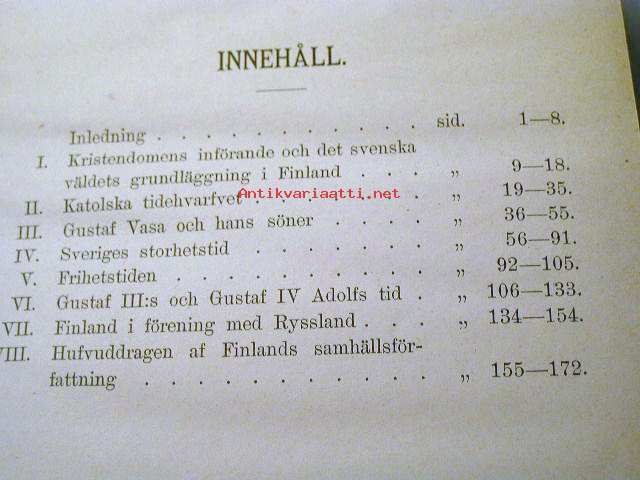 INNEHÅLL.
Inledning . . . . . . . . . . . sid. 1—8.
I. Kristendomens införande och det svenska
väldets grundläggning i Finland . . . „ 9—18.
Antikvariaatti.net
II. Katolska tidehvarfvet . . . . . . . „ 19—35.
III. Gustaf Vasa och hans söner . . . . „ 36—55.
IV. Sveriges storhetstid . . . . . . . „ 56—91.
V. Frihetstiden . . . . . . . . . . „ 92—105.
VI. Gustaf III:s och Gustaf IV Adolfs tid . „ 106—133.
VII. Finland i förening med Ryssland . . . „ 134—154.
VIII. Hufvuddragen af Finlands samhällsför-
fattning . . . . . . . . . . . „ 155—172.